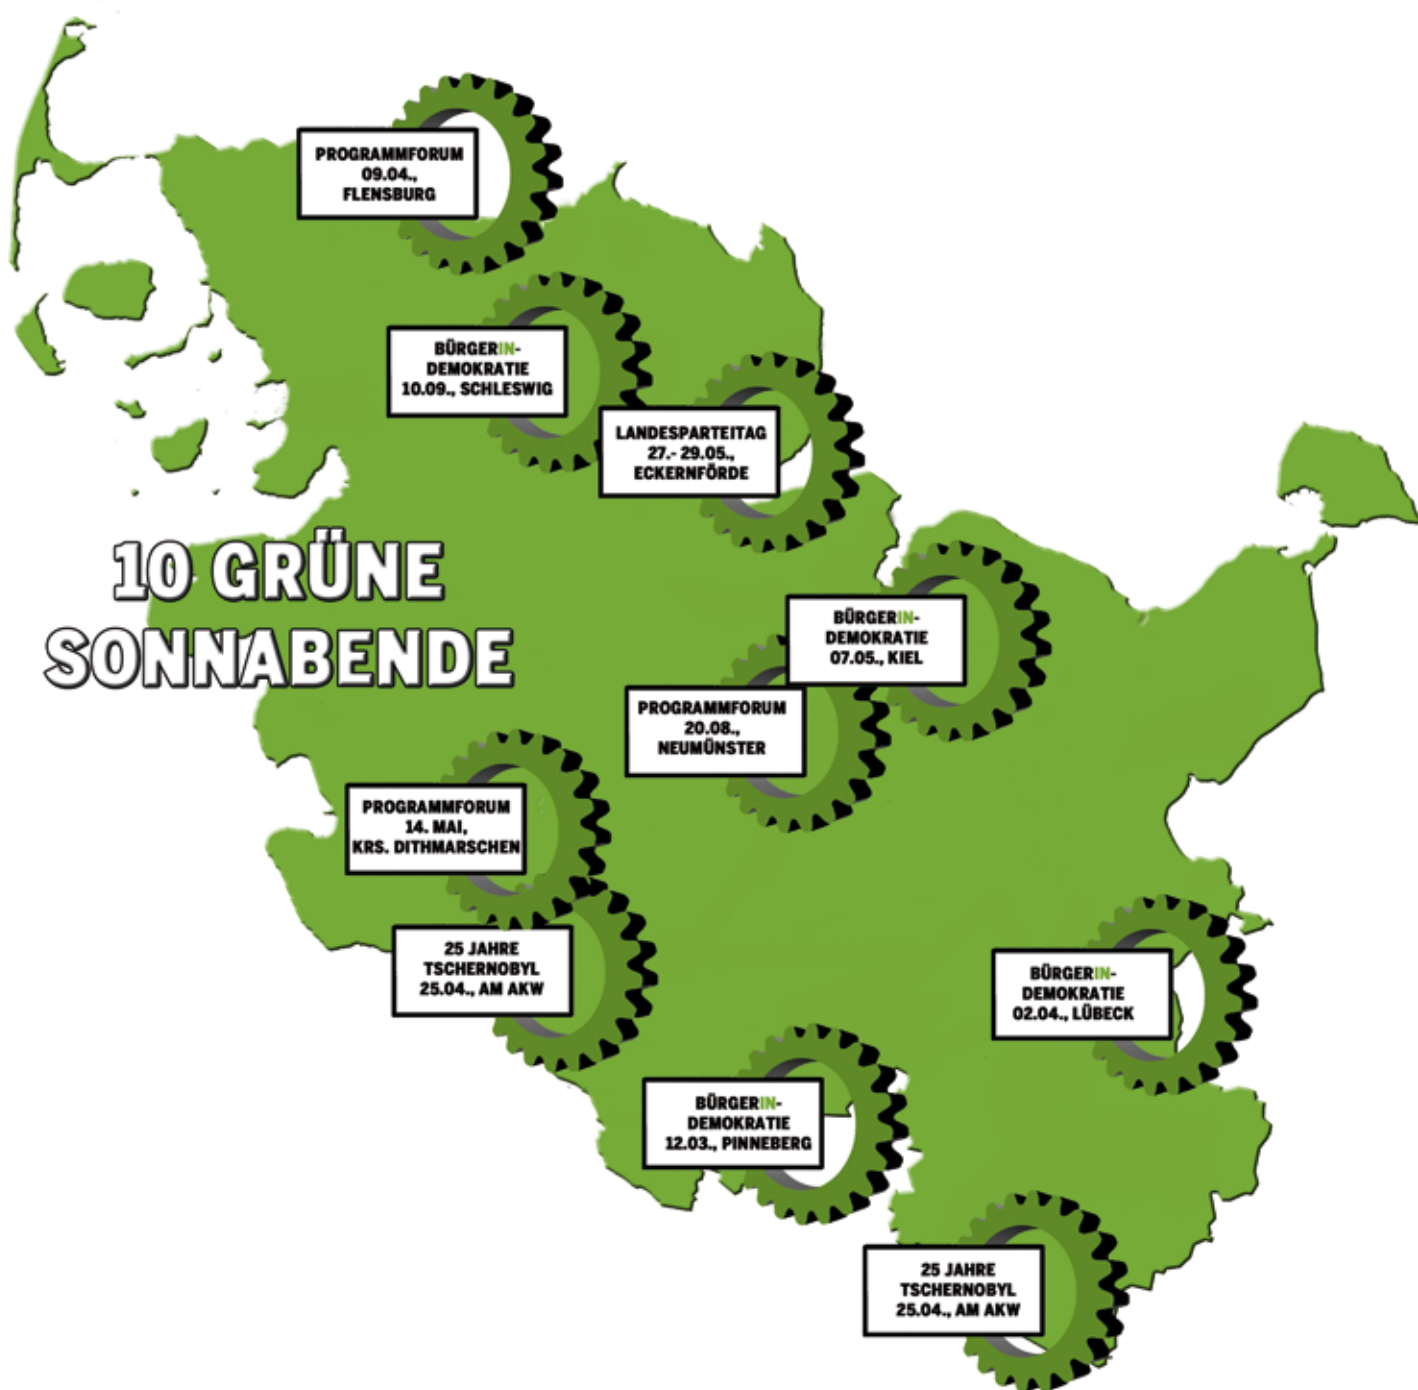 PROGRAMMFORUM
09.04.,
FLENSBURG
BÜRGERIN-
DEMOKRATIE
10.09., SCHLESWIG
LANDESPARTEITAG
27.- 29.05.,
ECKERNFÖRDE
10 GRÜNE
SONNABENDE
BÜRGERIN-
DEMOKRATIE
07.05., KIEL
PROGRAMMFORUM
20.08.,
NEUMÜNSTER
PROGRAMMFORUM
14. MAI,
KRS. DITHMARSCHEN
25 JAHRE
TSCHERNOBYL
25.04., AM AKW
BÜRGERIN-
DEMOKRATIE
02.04., LÜBECK
BÜRGERIN-
DEMOKRATIE
12.03., PINNEBERG
25 JAHRE
TSCHERNOBYL
25.04., AM AKW